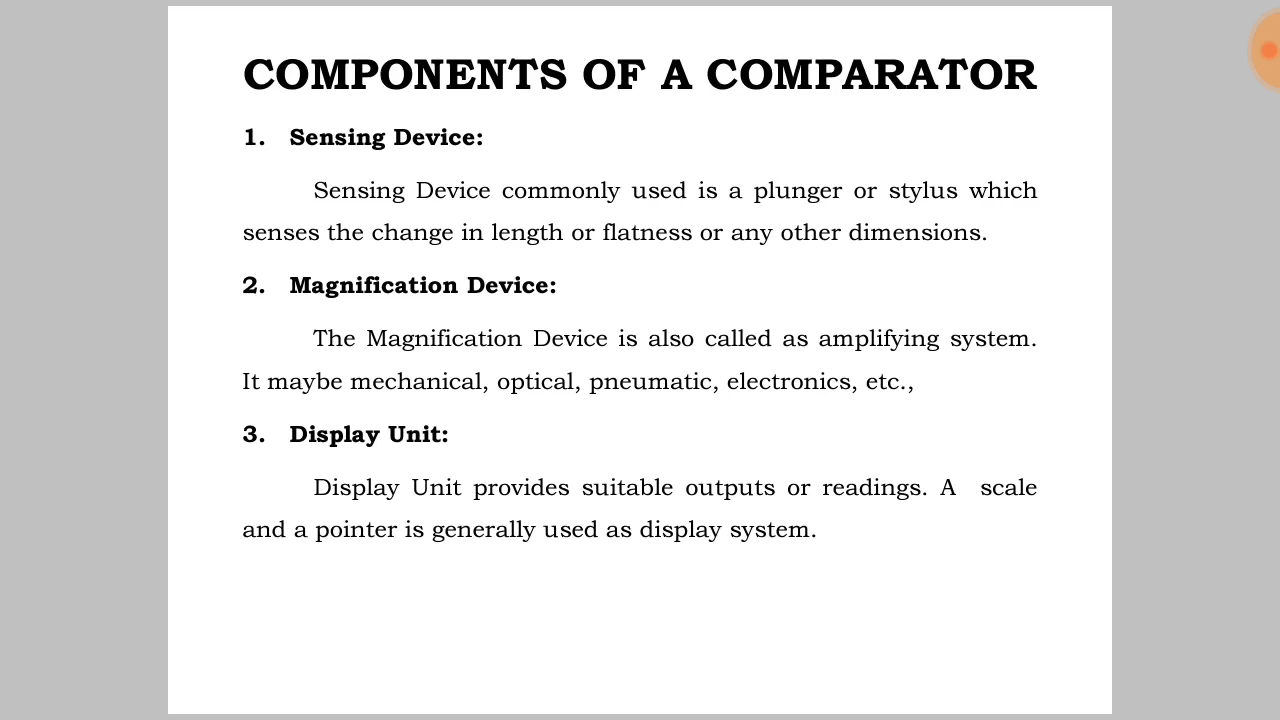 COMPONENTS OF A COMPARATOR
1. Sensing Device:
Sensing Device commonly used is a plunger or stylus which
senses the change in length or flatness or any other dimensions.
2. Magnification Device:
The Magnification Device is also called as amplifying system.
It maybe mechanical, optical, pneumatic, electronics, etc.,
3. Display Unit:
Display Unit provides suitable outputs or readings. A scale
and a pointer is generally used as display system.